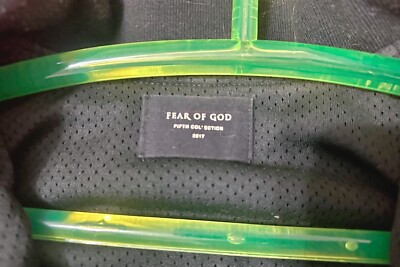 FEAR OF GOD
FIFTH COLLECTION
2017